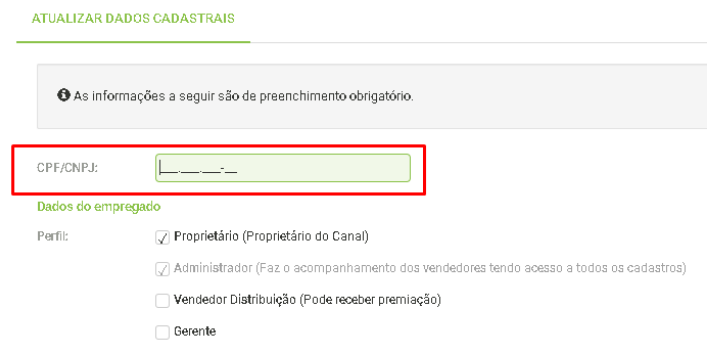 ATUALIZAR DADOS CADASTRAIS
As informações a seguir são de preenchimento obrigatório.
CPF/CNPJ: ___.___.___-__
Dados do empregado
Perfil: Proprietário (Proprietário do Canal)
Administrador (Faz o acompanhamento dos vendedores tendo acesso a todos os cadastros)
Vendedor Distribuição (Pode receber premiação)
Gerente